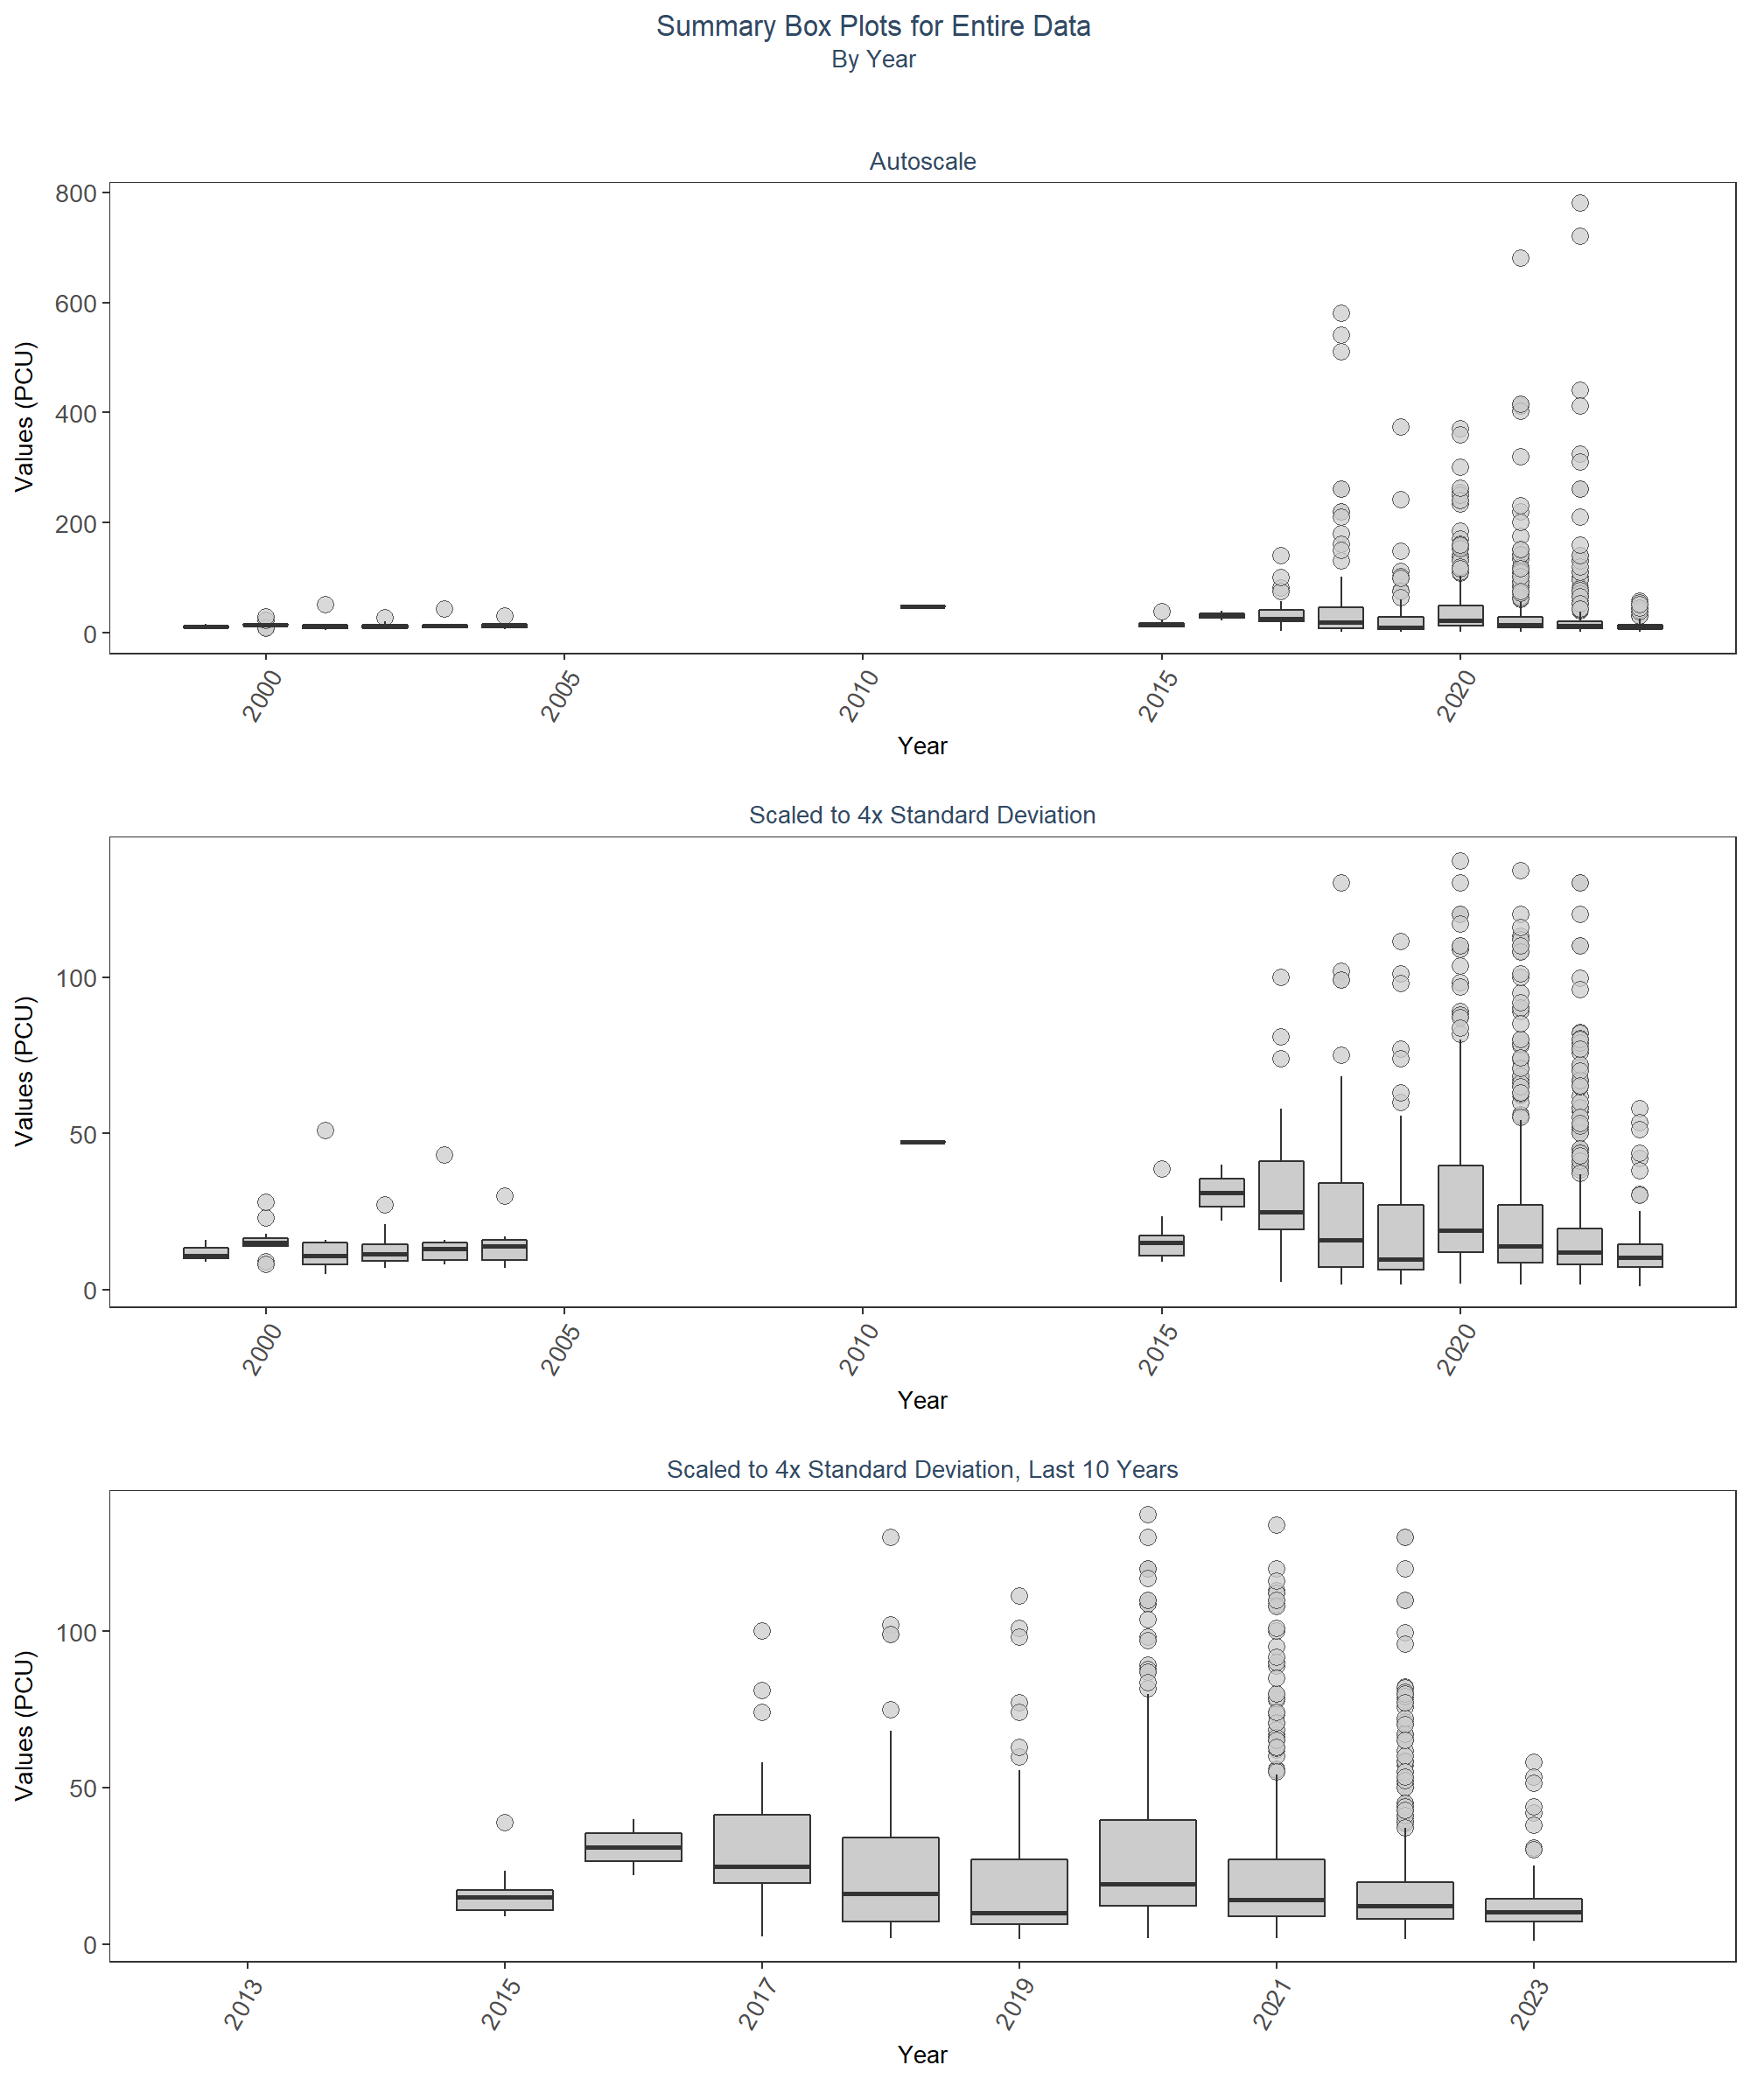 Summary Box Plots for Entire Data
By Year
Autoscale
Values (PCU)
800
600
400
200
0
2000 2005 2010 2015 2020
Year
Scaled to 4x Standard Deviation
Values (PCU)
100
50
0
2000 2005 2010 2015 2020
Year
Scaled to 4x Standard Deviation, Last 10 Years
Values (PCU)
100
50
0
2013 2015 2017 2019 2021 2023
Year